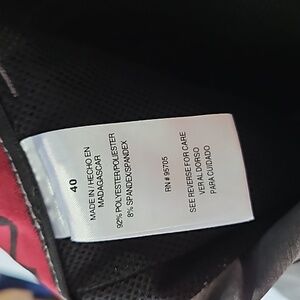 40
MADE IN / HECHO EN
MADAGASCAR
92% POLYESTER/POLIESTER
8% SPANDEX/SPANDEX
RN # 95705
SEE REVERSE FOR CARE
VER AL DORSO
PARA CUIDADO